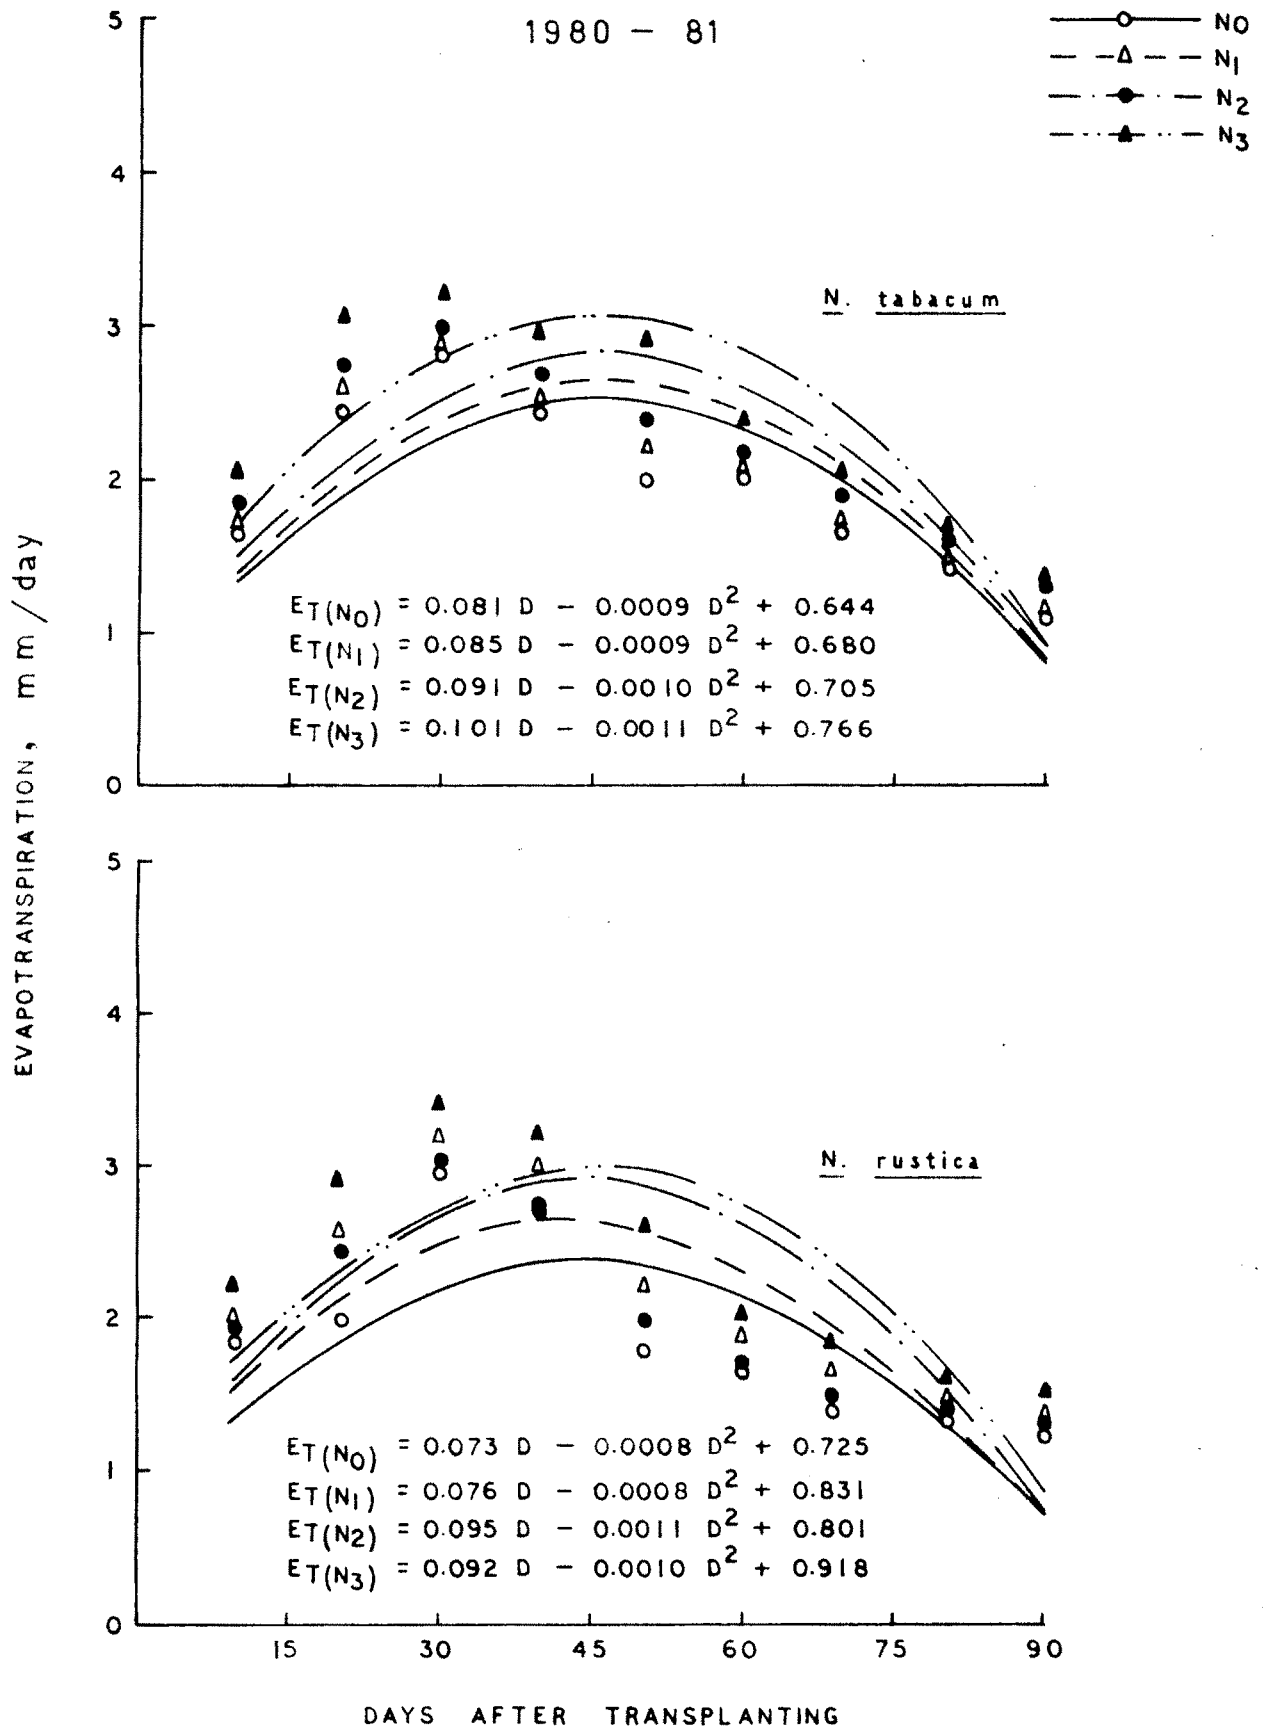 1980 - 81
N0
N1
N2
N3
5
4
3
2
1
0
N. tabacum
ET(N0) = 0.081 D - 0.0009 D² + 0.644
ET(N1) = 0.085 D - 0.0009 D² + 0.680
ET(N2) = 0.091 D - 0.0010 D² + 0.705
ET(N3) = 0.101 D - 0.0011 D² + 0.766
EVAPOTRANSPIRATION, mm/day
5
4
3
2
1
0
N. rustica
ET(N0) = 0.073 D - 0.0008 D² + 0.725
ET(N1) = 0.076 D - 0.0008 D² + 0.831
ET(N2) = 0.095 D - 0.0011 D² + 0.801
ET(N3) = 0.092 D - 0.0010 D² + 0.918
15 30 45 60 75 90
DAYS AFTER TRANSPLANTING